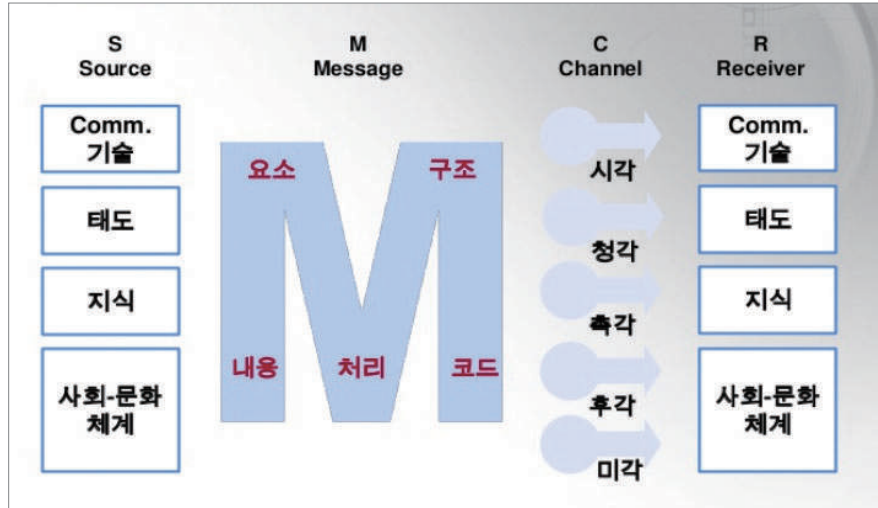 S
Source
M
Message
C
Channel
R
Receiver
Comm.
기술
태도
지식
사회-문화
체계
요소
구조
내용
처리
코드
시각
청각
촉각
후각
미각
Comm.
기술
태도
지식
사회-문화
체계